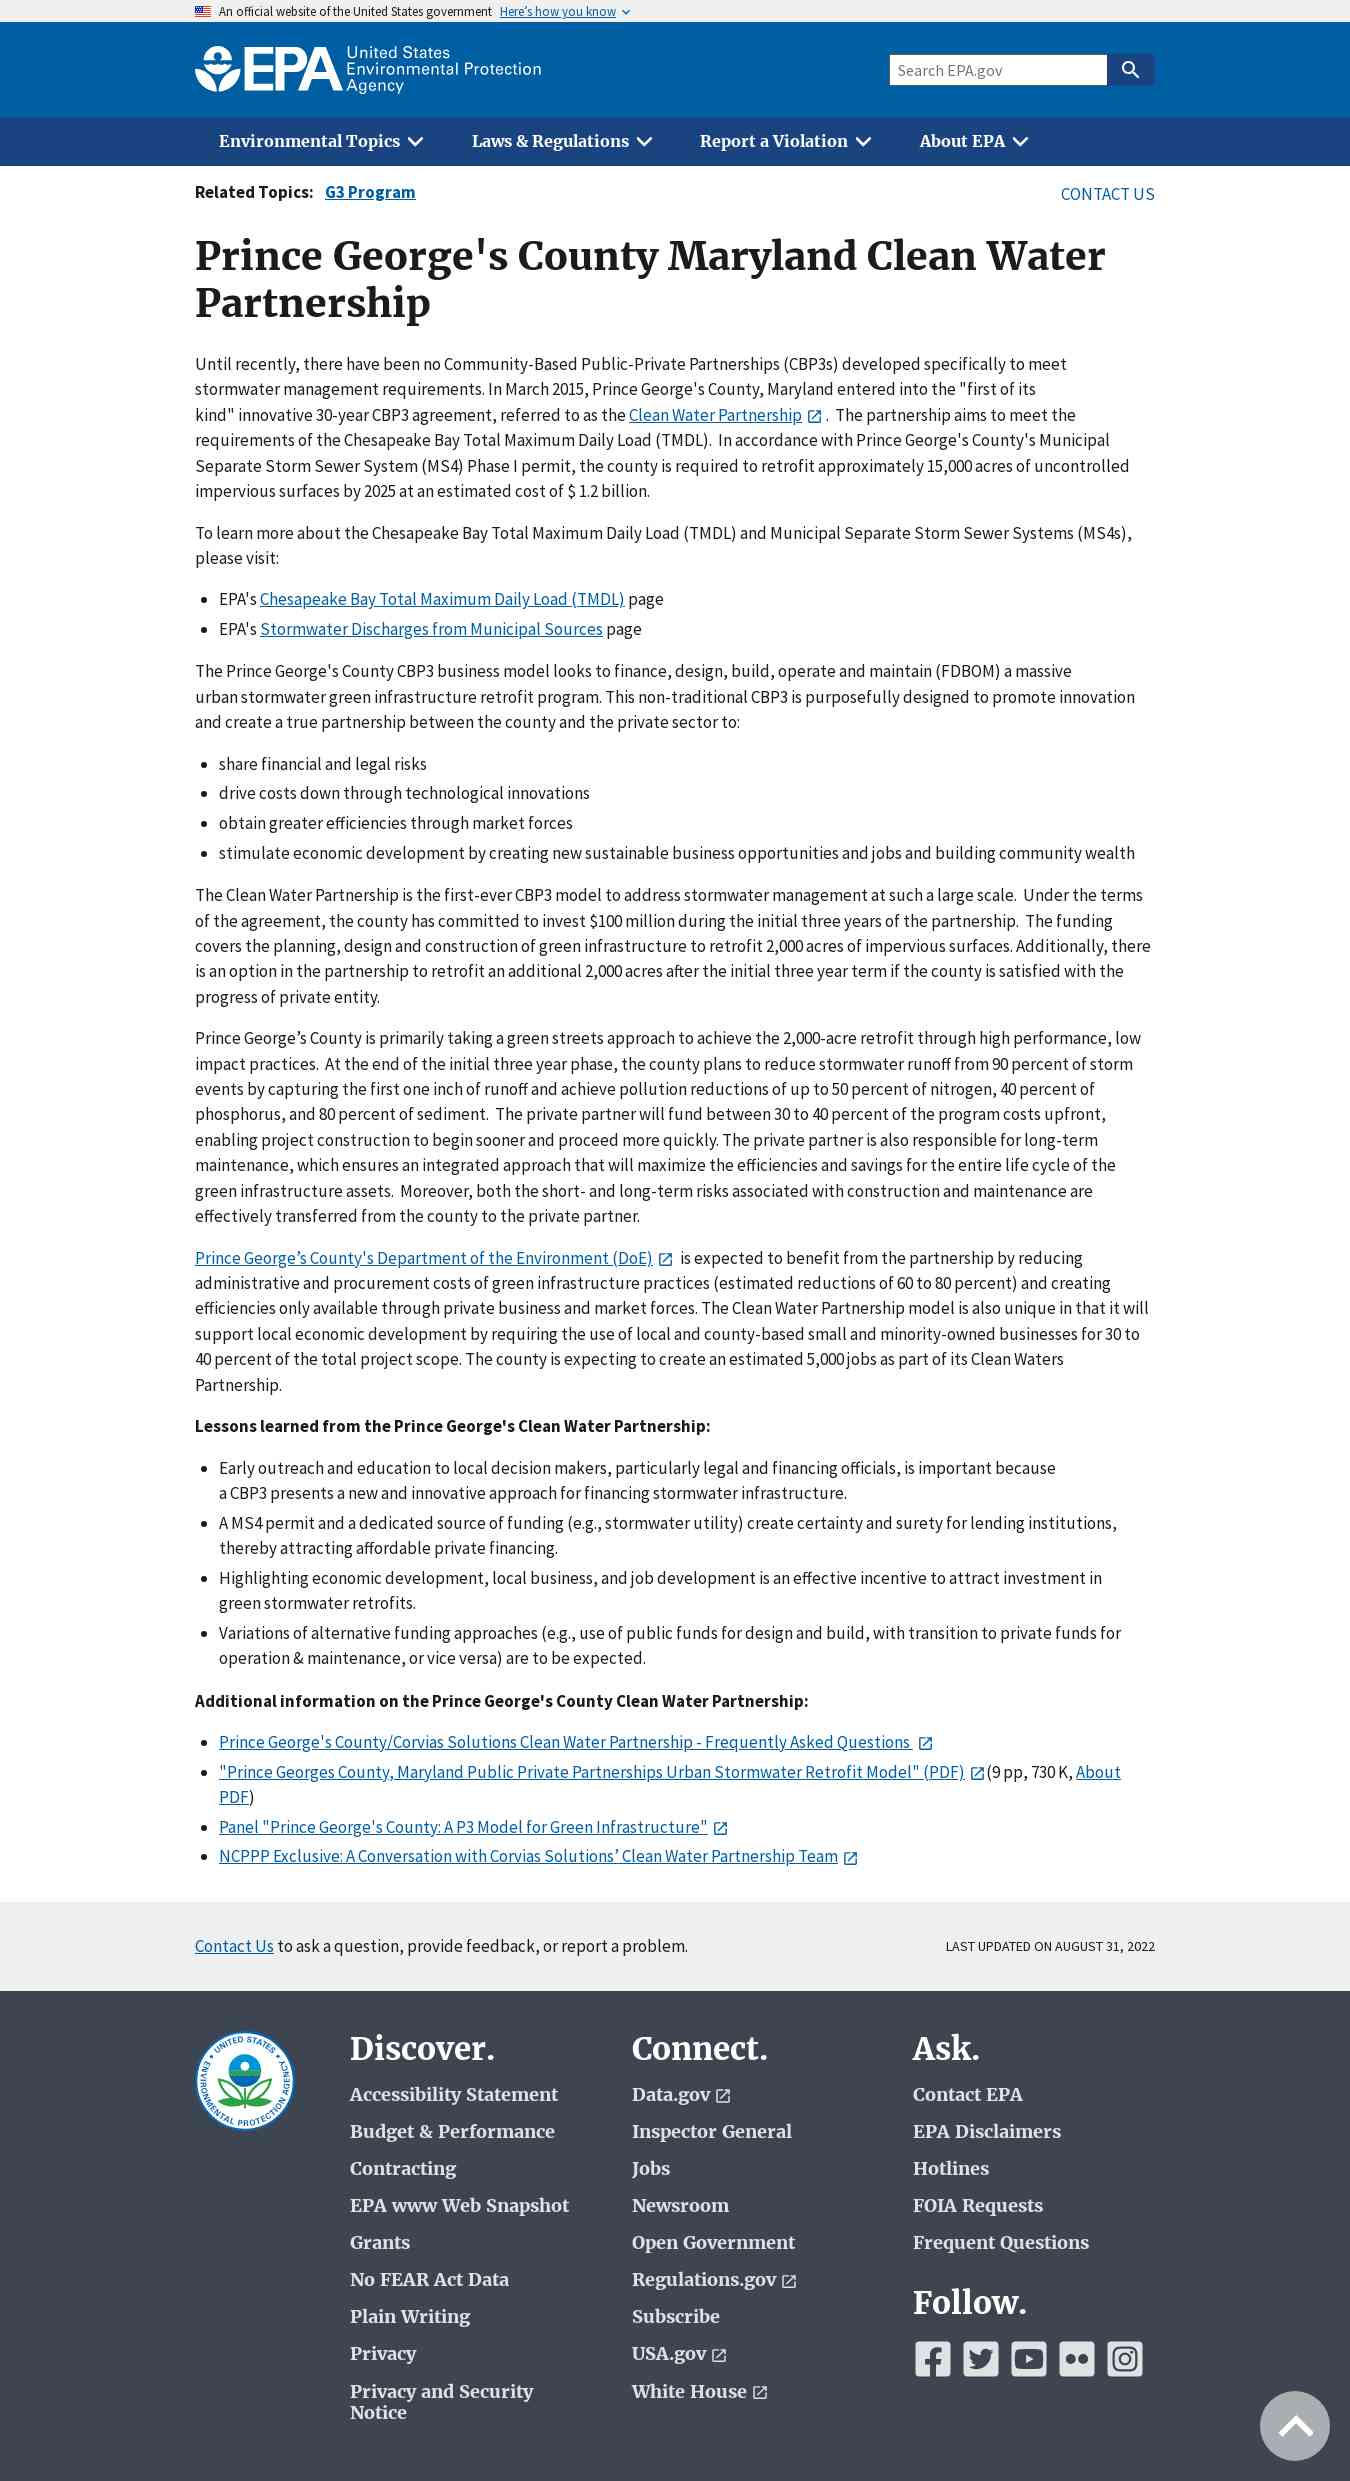 An official website of the United States government Here's how you know
EPA United States
Environmental Protection
Agency
Search EPA.gov
Environmental Topics Laws & Regulations Report a Violation About EPA
Related Topics: G3 Program CONTACT US
Prince George's County Maryland Clean Water
Partnership
Until recently, there have been no Community-Based Public-Private Partnerships (CBP3s) developed specifically to meet
stormwater management requirements. In March 2015, Prince George's County, Maryland entered into the "first of its
kind" innovative 30-year CBP3 agreement, referred to as the Clean Water Partnership . The partnership aims to meet the
requirements of the Chesapeake Bay Total Maximum Daily Load (TMDL). In accordance with Prince George's County's Municipal
Separate Storm Sewer System (MS4) Phase I permit, the county is required to retrofit approximately 15,000 acres of uncontrolled
impervious surfaces by 2025 at an estimated cost of $ 1.2 billion.
To learn more about the Chesapeake Bay Total Maximum Daily Load (TMDL) and Municipal Separate Storm Sewer Systems (MS4s),
please visit:
• EPA's Chesapeake Bay Total Maximum Daily Load (TMDL) page
• EPA's Stormwater Discharges from Municipal Sources page
The Prince George's County CBP3 business model looks to finance, design, build, operate and maintain (FDBOM) a massive
urban stormwater green infrastructure retrofit program. This non-traditional CBP3 is purposefully designed to promote innovation
and create a true partnership between the county and the private sector to:
• share financial and legal risks
• drive costs down through technological innovations
• obtain greater efficiencies through market forces
• stimulate economic development by creating new sustainable business opportunities and jobs and building community wealth
The Clean Water Partnership is the first-ever CBP3 model to address stormwater management at such a large scale. Under the terms
of the agreement, the county has committed to invest $100 million during the initial three years of the partnership. The funding
covers the planning, design and construction of green infrastructure to retrofit 2,000 acres of impervious surfaces. Additionally, there
is an option in the partnership to retrofit an additional 2,000 acres after the initial three year term if the county is satisfied with the
progress of private entity.
Prince George’s County is primarily taking a green streets approach to achieve the 2,000-acre retrofit through high performance, low
impact practices. At the end of the initial three year phase, the county plans to reduce stormwater runoff from 90 percent of storm
events by capturing the first one inch of runoff and achieve pollution reductions of up to 50 percent of nitrogen, 40 percent of
phosphorus, and 80 percent of sediment. The private partner will fund between 30 to 40 percent of the program costs upfront,
enabling project construction to begin sooner and proceed more quickly. The private partner is also responsible for long-term
maintenance, which ensures an integrated approach that will maximize the efficiencies and savings for the entire life cycle of the
green infrastructure assets. Moreover, both the short- and long-term risks associated with construction and maintenance are
effectively transferred from the county to the private partner.
Prince George’s County's Department of the Environment (DoE) is expected to benefit from the partnership by reducing
administrative and procurement costs of green infrastructure practices (estimated reductions of 60 to 80 percent) and creating
efficiencies only available through private business and market forces. The Clean Water Partnership model is also unique in that it will
support local economic development by requiring the use of local and county-based small and minority-owned businesses for 30 to
40 percent of the total project scope. The county is expecting to create an estimated 5,000 jobs as part of its Clean Waters
Partnership.
Lessons learned from the Prince George's Clean Water Partnership:
• Early outreach and education to local decision makers, particularly legal and financing officials, is important because
a CBP3 presents a new and innovative approach for financing stormwater infrastructure.
• A MS4 permit and a dedicated source of funding (e.g., stormwater utility) create certainty and surety for lending institutions,
thereby attracting affordable private financing.
• Highlighting economic development, local business, and job development is an effective incentive to attract investment in
green stormwater retrofits.
• Variations of alternative funding approaches (e.g., use of public funds for design and build, with transition to private funds for
operation & maintenance, or vice versa) are to be expected.
Additional information on the Prince George's County Clean Water Partnership:
• Prince George's County/Corvias Solutions Clean Water Partnership - Frequently Asked Questions
• "Prince Georges County, Maryland Public Private Partnerships Urban Stormwater Retrofit Model" (PDF) (9 pp, 730 K, About
PDF)
• Panel "Prince George's County: A P3 Model for Green Infrastructure"
• NCPPP Exclusive: A Conversation with Corvias Solutions’ Clean Water Partnership Team
Contact Us to ask a question, provide feedback, or report a problem. LAST UPDATED ON AUGUST 31, 2022
UNITED STATES ENVIRONMENTAL PROTECTION AGENCY
Discover.
Accessibility Statement
Budget & Performance
Contracting
EPA www Web Snapshot
Grants
No FEAR Act Data
Plain Writing
Privacy
Privacy and Security
Notice
Connect.
Data.gov
Inspector General
Jobs
Newsroom
Open Government
Regulations.gov
Subscribe
USA.gov
White House
Ask.
Contact EPA
EPA Disclaimers
Hotlines
FOIA Requests
Frequent Questions
Follow.